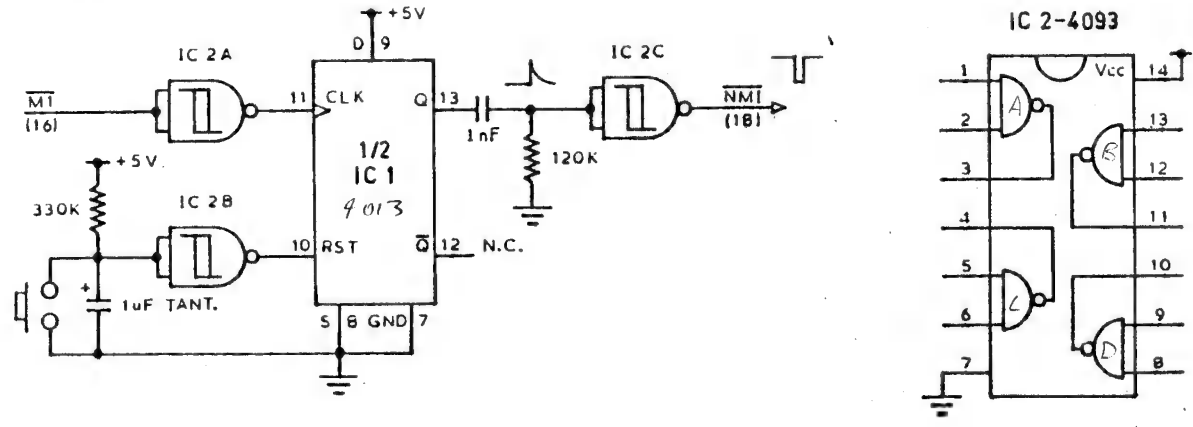 +5V
D 9
IC 2A
M1
(16)
11 CLK
Q 13
1nF
120K
IC 2C
NMI
(18)
1/2
IC 1
4013
+5V.
330K
IC 2B
10 RST
Q 12 N.C.
+
1uF TANT.
5 8 GND 7
IC 2-4093
Vcc
1
2
3
4
5
6
7
14
13
12
11
10
9
8
A
B
C
D